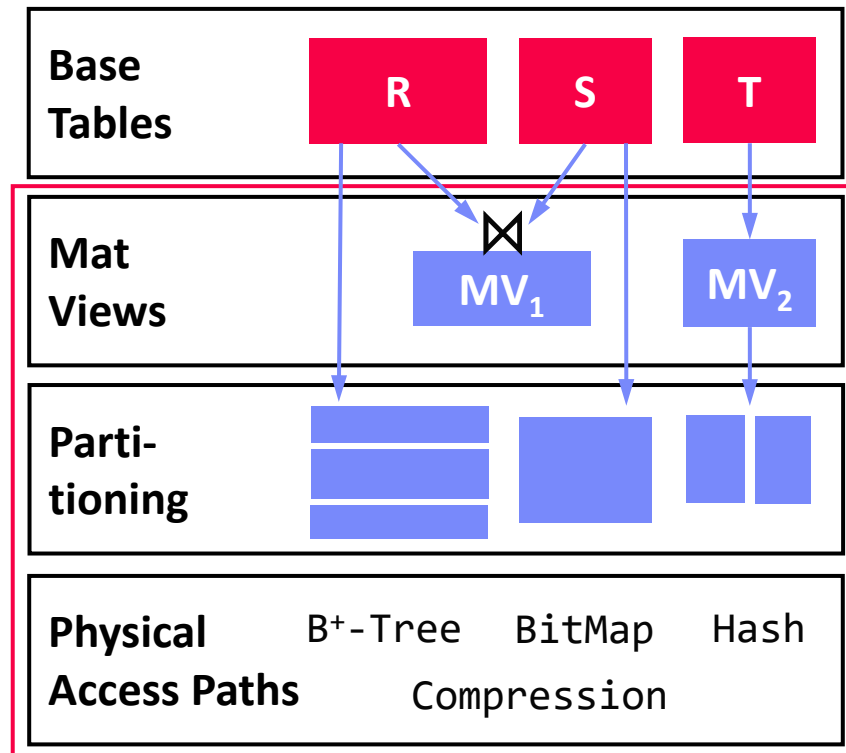 Base
Tables
R
S
T
Mat
Views
MV₁
MV₂
Parti-
tioning
Physical
Access Paths
B⁺-Tree
BitMap
Hash
Compression